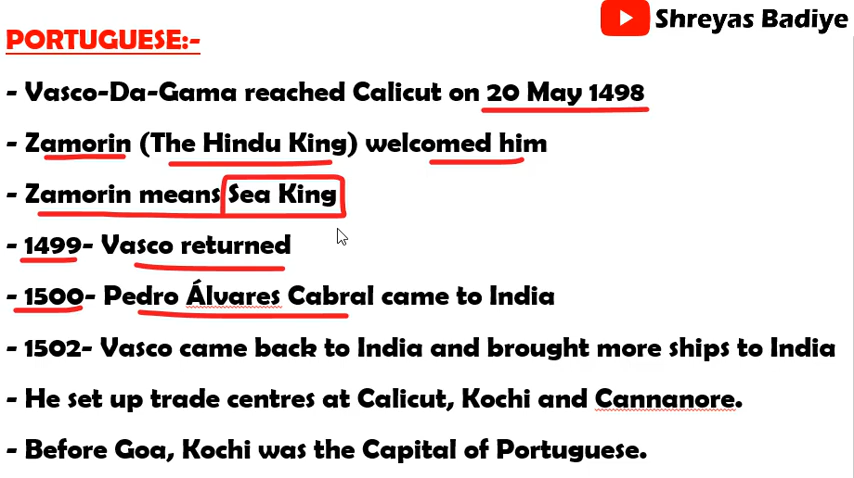 Shreyas Badiye
PORTUGUESE:-
- Vasco-Da-Gama reached Calicut on 20 May 1498
- Zamorin (The Hindu King) welcomed him
- Zamorin means Sea King
- 1499- Vasco returned
- 1500- Pedro Álvares Cabral came to India
- 1502- Vasco came back to India and brought more ships to India
- He set up trade centres at Calicut, Kochi and Cannanore.
- Before Goa, Kochi was the Capital of Portuguese.